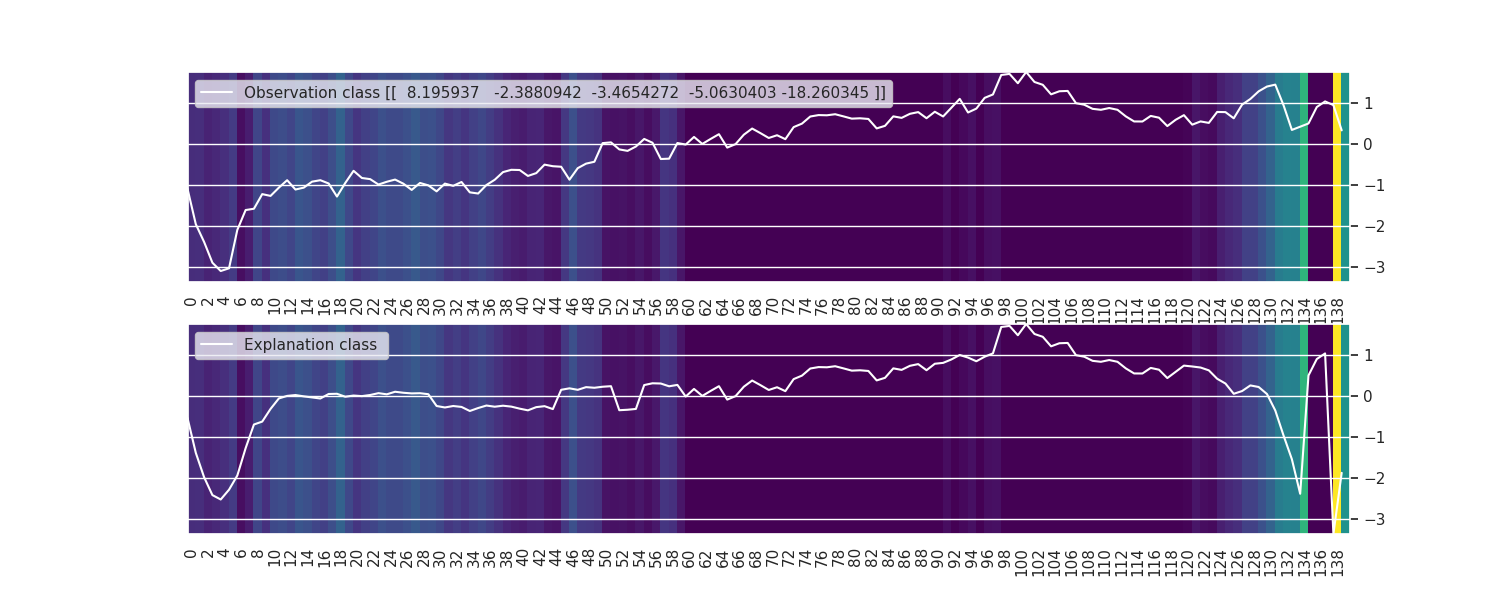 Observation class [[  8.195937   -2.3880942  -3.4654272  -5.0630403 -18.260345 ]]
1
0
−1
−2
−3
0 2 4 6 8 10 12 14 16 18 20 22 24 26 28 30 32 34 36 38 40 42 44 46 48 50 52 54 56 58 60 62 64 66 68 70 72 74 76 78 80 82 84 86 88 90 92 94 96 98 100 102 104 106 108 110 112 114 116 118 120 122 124 126 128 130 132 134 136 138
Explanation class
1
0
−1
−2
−3
0 2 4 6 8 10 12 14 16 18 20 22 24 26 28 30 32 34 36 38 40 42 44 46 48 50 52 54 56 58 60 62 64 66 68 70 72 74 76 78 80 82 84 86 88 90 92 94 96 98 100 102 104 106 108 110 112 114 116 118 120 122 124 126 128 130 132 134 136 138